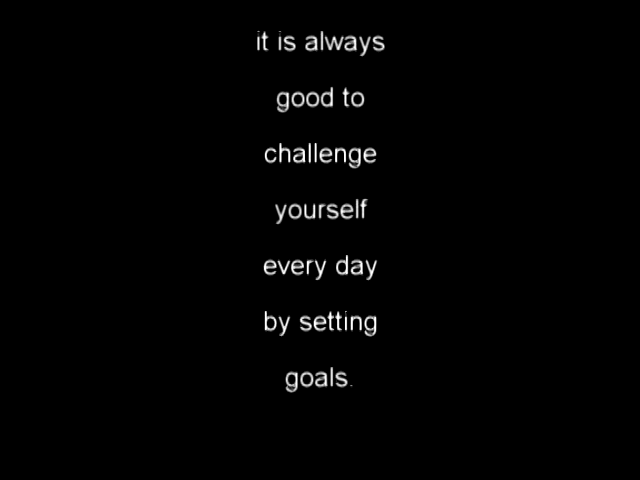 it is always
good to
challenge
yourself
every day
by setting
goals.